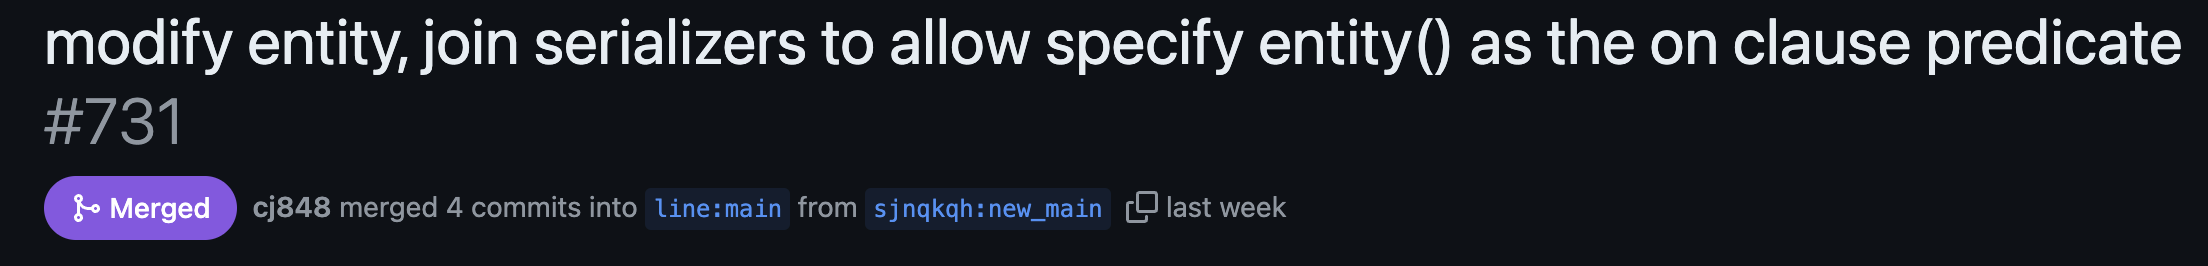 modify entity, join serializers to allow specify entity() as the on clause predicate
#731
Merged cj848 merged 4 commits into line:main from sjnqkqh:new_main last week